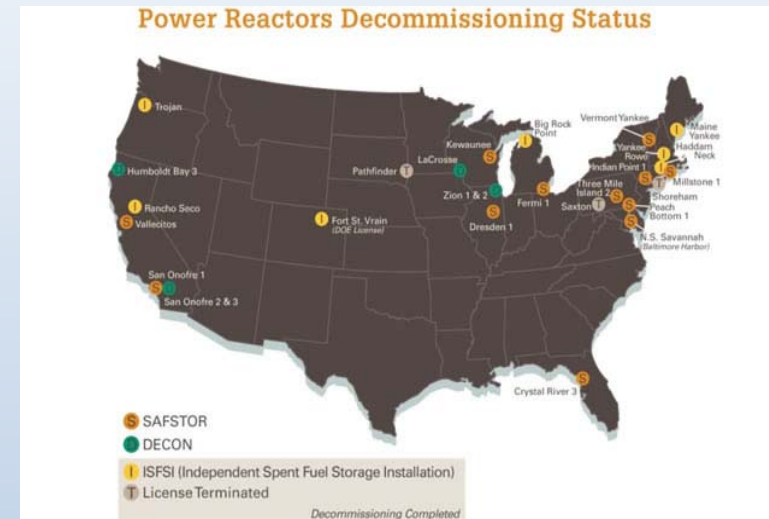 Power Reactors Decommissioning Status
Trojan
Humboldt Bay 3
Rancho Seco
Vallecitos
San Onofre 1
San Onofre 2 & 3
Fort St. Vrain
(DOE License)
Pathfinder
LaCrosse
Kewaunee
Big Rock
Point
Zion 1 & 2
Dresden 1
Fermi 1
Vermont Yankee
Maine
Yankee
Yankee
Rowe
Haddam
Neck
Indian Point 1
Millstone 1
Three Mile
Island 2
Shoreham
Saxton
Peach
Bottom 1
N.S. Savannah
(Baltimore Harbor)
Crystal River 3
S SAFSTOR
D DECON
I ISFSI (Independent Spent Fuel Storage Installation)
T License Terminated
Decommissioning Completed